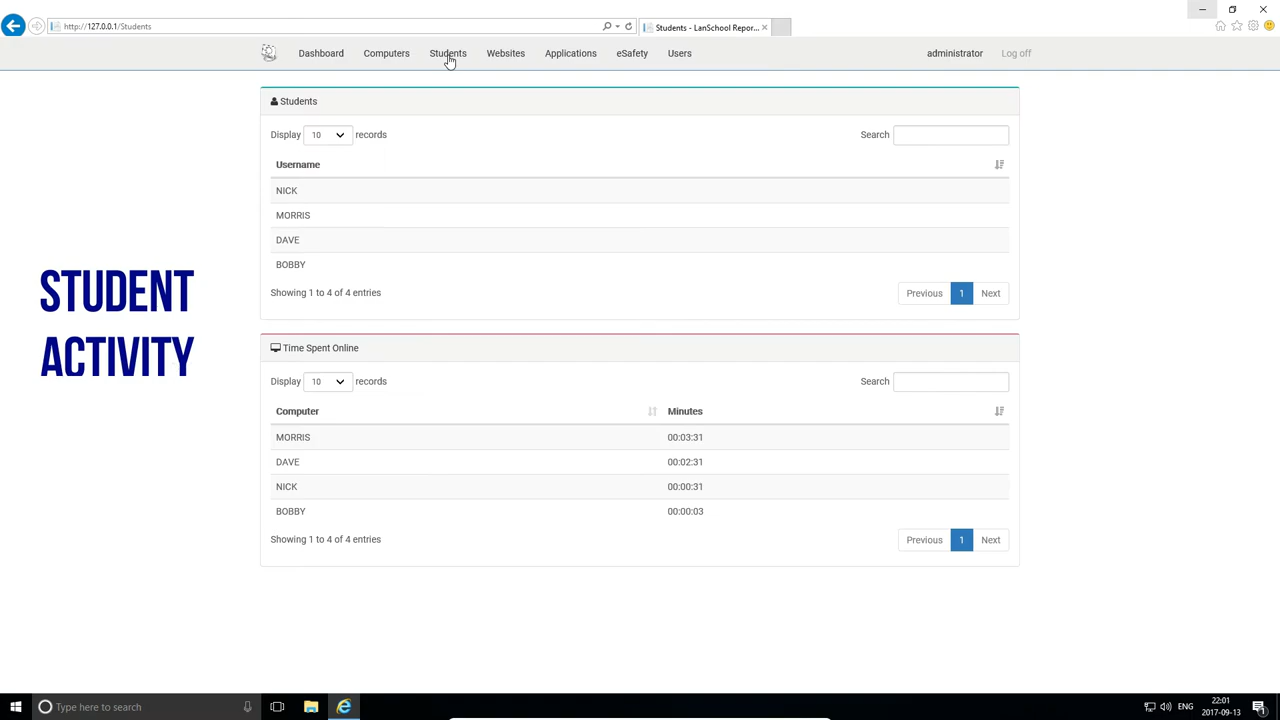 http://127.0.0.1/Students
Students - LanSchool Repor...
Dashboard Computers Students Websites Applications eSafety Users administrator Log off
Students
Display 10 records Search
Username
NICK
MORRIS
DAVE
BOBBY
Showing 1 to 4 of 4 entries Previous 1 Next
STUDENT
ACTIVITY
Time Spent Online
Display 10 records Search
Computer Minutes
MORRIS 00:03:31
DAVE 00:02:31
NICK 00:00:31
BOBBY 00:00:03
Showing 1 to 4 of 4 entries Previous 1 Next
Type here to search
ENG
22:01
2017-09-13
1